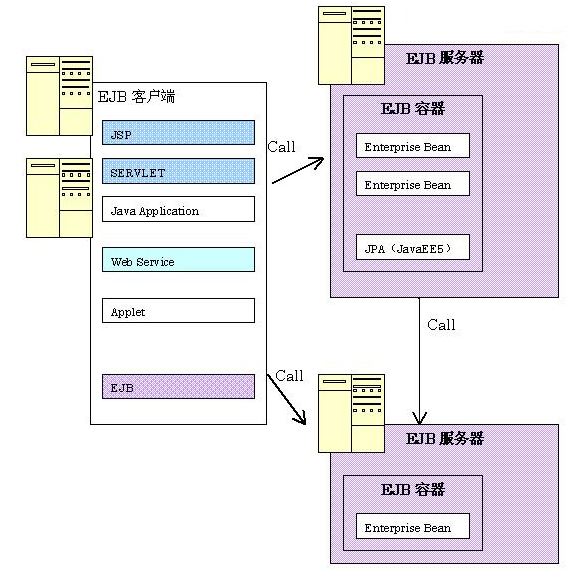 EJB 客户端
JSP
SERVLET
Java Application
Web Service
Applet
EJB
Call
Call
EJB 服务器
EJB 容器
Enterprise Bean
Enterprise Bean
JPA（JavaEE5）
Call
EJB 服务器
EJB 容器
Enterprise Bean